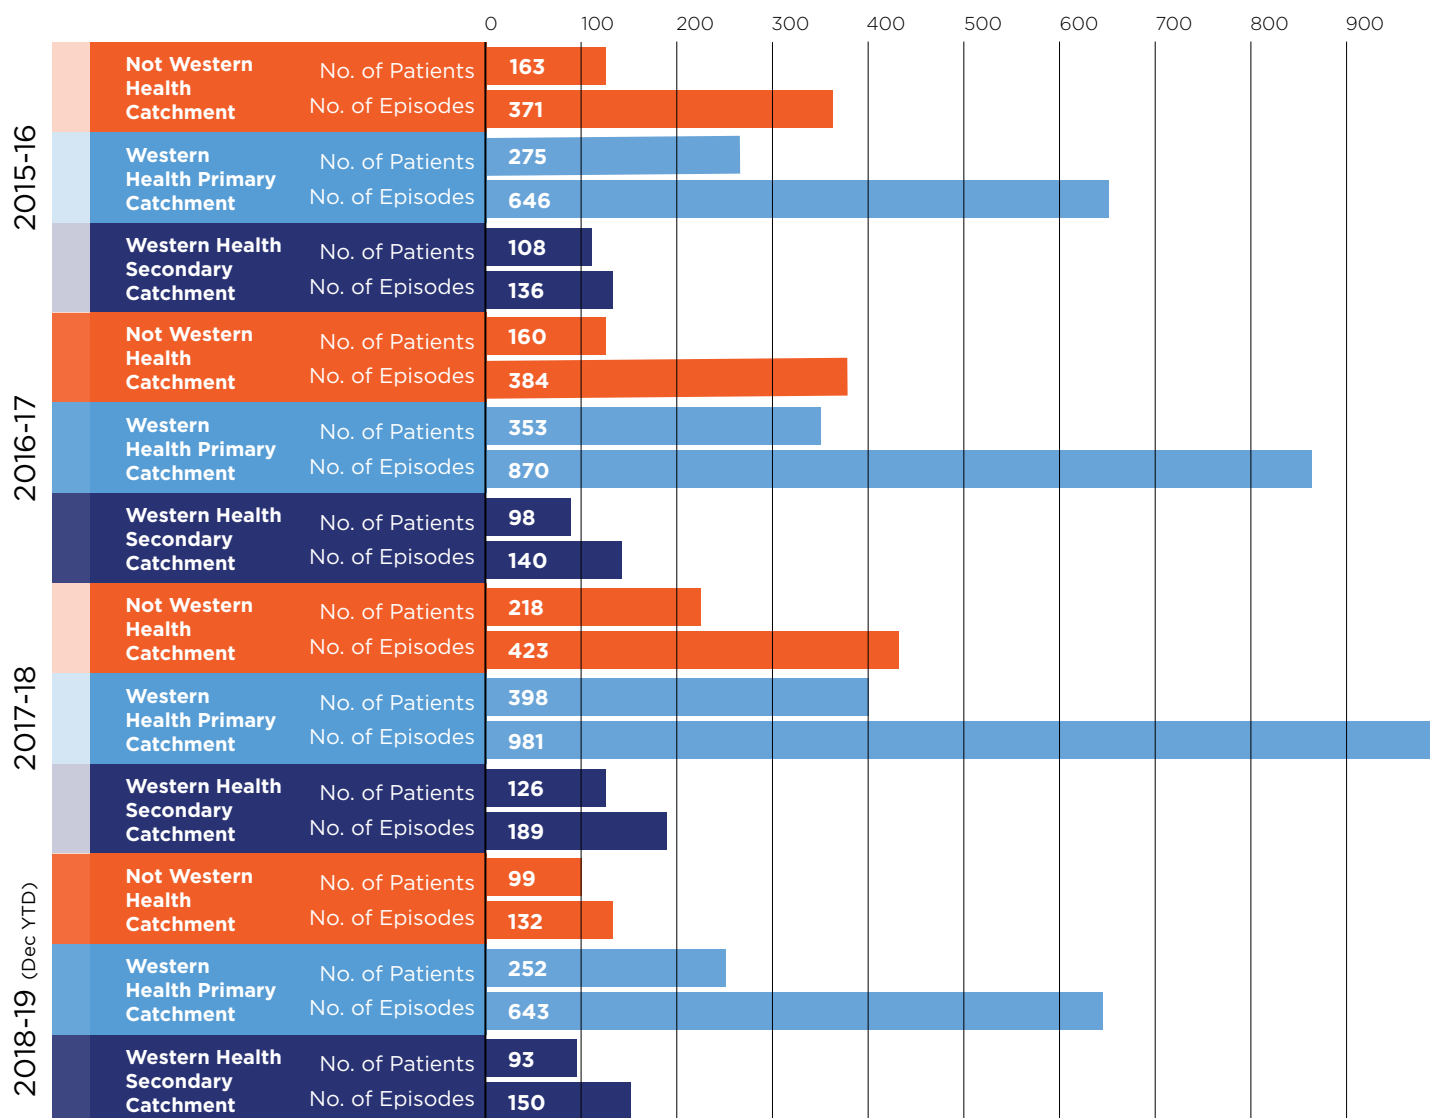 0 100 200 300 400 500 600 700 800 900
2015-16
Not Western
Health
Catchment
No. of Patients 163
No. of Episodes 371
Western
Health Primary
Catchment
No. of Patients 275
No. of Episodes 646
Western Health
Secondary
Catchment
No. of Patients 108
No. of Episodes 136
2016-17
Not Western
Health
Catchment
No. of Patients 160
No. of Episodes 384
Western
Health Primary
Catchment
No. of Patients 353
No. of Episodes 870
Western Health
Secondary
Catchment
No. of Patients 98
No. of Episodes 140
2017-18
Not Western
Health
Catchment
No. of Patients 218
No. of Episodes 423
Western
Health Primary
Catchment
No. of Patients 398
No. of Episodes 981
Western Health
Secondary
Catchment
No. of Patients 126
No. of Episodes 189
2018-19 (Dec YTD)
Not Western
Health
Catchment
No. of Patients 99
No. of Episodes 132
Western
Health Primary
Catchment
No. of Patients 252
No. of Episodes 643
Western Health
Secondary
Catchment
No. of Patients 93
No. of Episodes 150